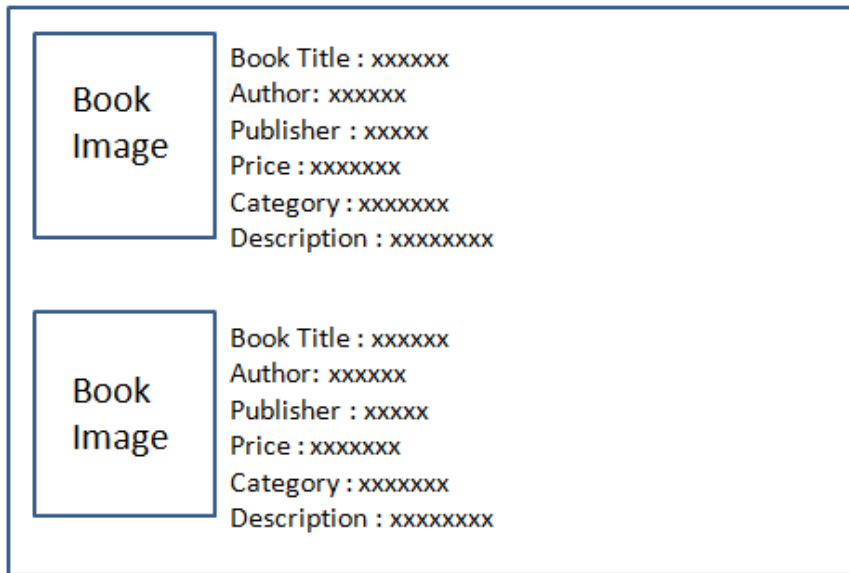 Book
Image
Book Title : xxxxxx
Author: xxxxxx
Publisher : xxxxx
Price : xxxxxxx
Category : xxxxxxx
Description : xxxxxxxx
Book
Image
Book Title : xxxxxx
Author: xxxxxx
Publisher : xxxxx
Price : xxxxxxx
Category : xxxxxxx
Description : xxxxxxxx